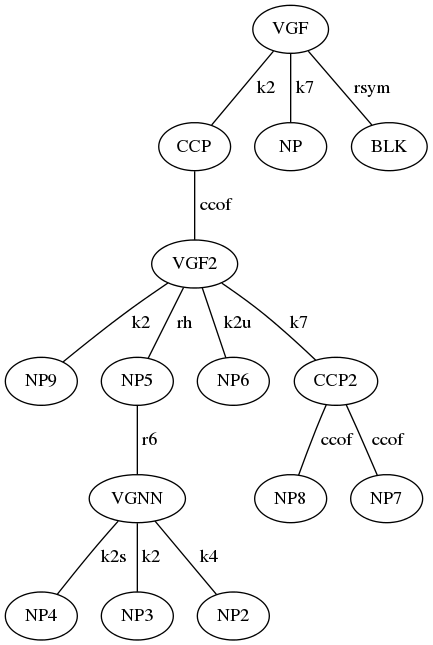 VGF
k2 k7 rsym
CCP NP BLK
ccof
VGF2
k2 rh k2u k7
NP9 NP5 NP6 CCP2
r6 ccof ccof
VGNN NP8 NP7
k2s k2 k4
NP4 NP3 NP2